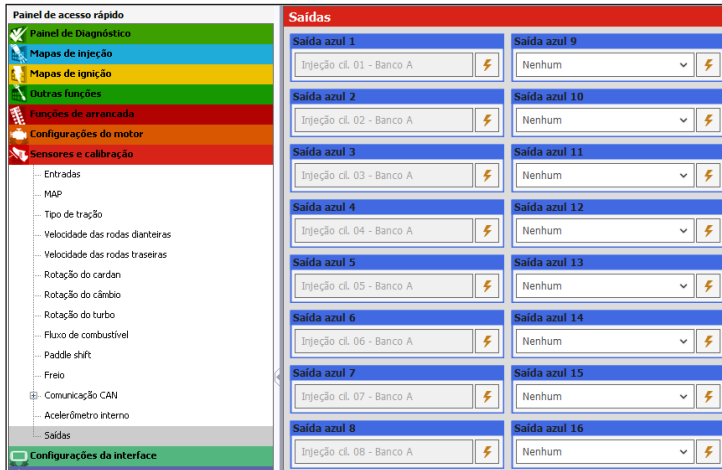 Painel de acesso rápido
Painel de Diagnóstico
Mapas de injeção
Mapas de ignição
Outras funções
Funções de arrancada
Configurações do motor
Sensores e calibração
Entradas
MAP
Tipo de tração
Velocidade das rodas dianteiras
Velocidade das rodas traseiras
Rotação do cardan
Rotação do câmbio
Rotação do turbo
Fluxo de combustível
Paddle shift
Freio
Comunicação CAN
Acelerômetro interno
Saídas
Configurações da interface
Saídas
Saída azul 1
Injeção cil. 01 - Banco A
Saída azul 2
Injeção cil. 02 - Banco A
Saída azul 3
Injeção cil. 03 - Banco A
Saída azul 4
Injeção cil. 04 - Banco A
Saída azul 5
Injeção cil. 05 - Banco A
Saída azul 6
Injeção cil. 06 - Banco A
Saída azul 7
Injeção cil. 07 - Banco A
Saída azul 8
Injeção cil. 08 - Banco A
Saída azul 9
Nenhum
Saída azul 10
Nenhum
Saída azul 11
Nenhum
Saída azul 12
Nenhum
Saída azul 13
Nenhum
Saída azul 14
Nenhum
Saída azul 15
Nenhum
Saída azul 16
Nenhum